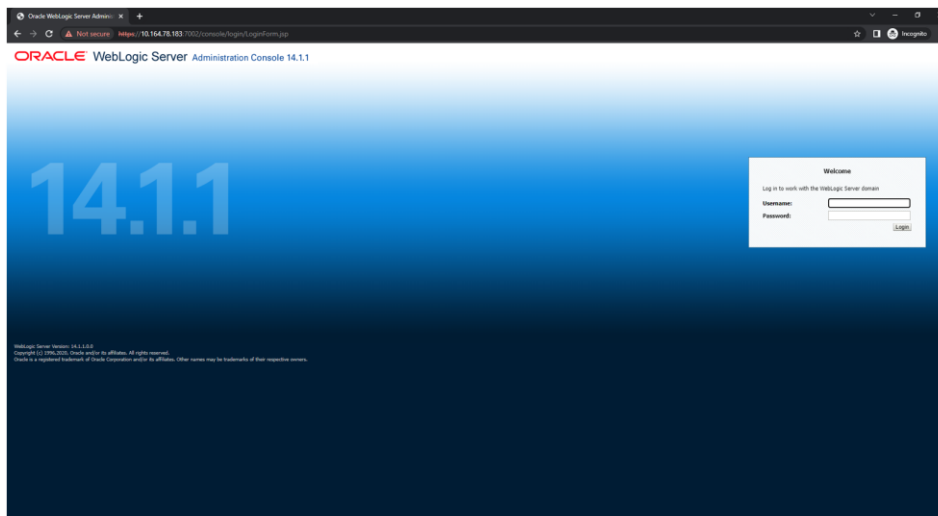 Oracle WebLogic Server Adminis
Not secure https://10.164.78.183:7002/console/login/LoginForm.jsp
Incognito
ORACLE WebLogic Server Administration Console 14.1.1
14.1.1
Welcome
Log in to work with the WebLogic Server domain
Username:
Password:
Login
WebLogic Server Version: 14.1.1.0.0
Copyright (c) 1996,2020, Oracle and/or its affiliates. All rights reserved.
Oracle is a registered trademark of Oracle Corporation and/or its affiliates. Other names may be trademarks of their respective owners.